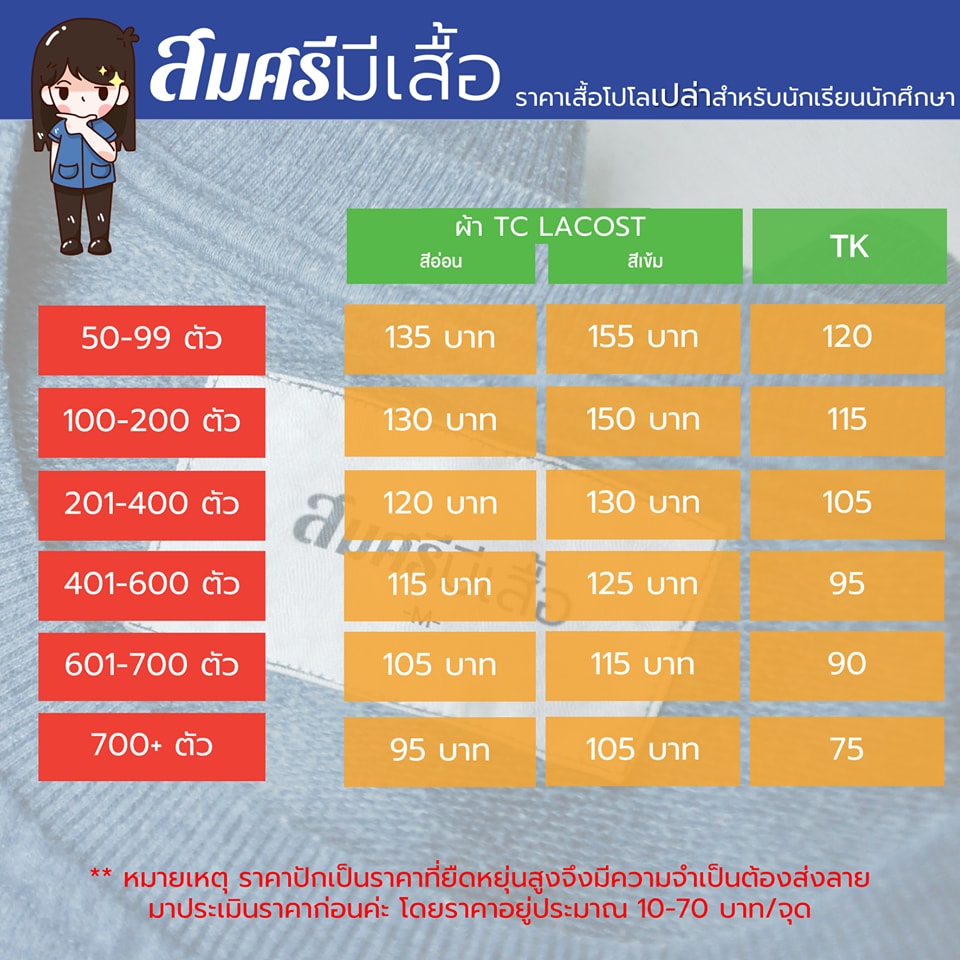 สมศรีมีเสื้อ
ราคาเสื้อโปโลเปล่าสำหรับนักเรียนนักศึกษา
ผ้า TC LACOST
สีอ่อน สีเข้ม TK
50-99 ตัว 135 บาท 155 บาท 120
100-200 ตัว 130 บาท 150 บาท 115
201-400 ตัว 120 บาท 130 บาท 105
สมศรีมีเสื้อ
401-600 ตัว 115 บาท 125 บาท 95
-M-
601-700 ตัว 105 บาท 115 บาท 90
700+ ตัว 95 บาท 105 บาท 75
** หมายเหตุ ราคาปักเป็นราคาที่ยืดหยุ่นสูงจึงมีความจำเป็นต้องส่งลาย
มาประเมินราคาก่อนค่ะ โดยราคาอยู่ประมาณ 10-70 บาท/จุด